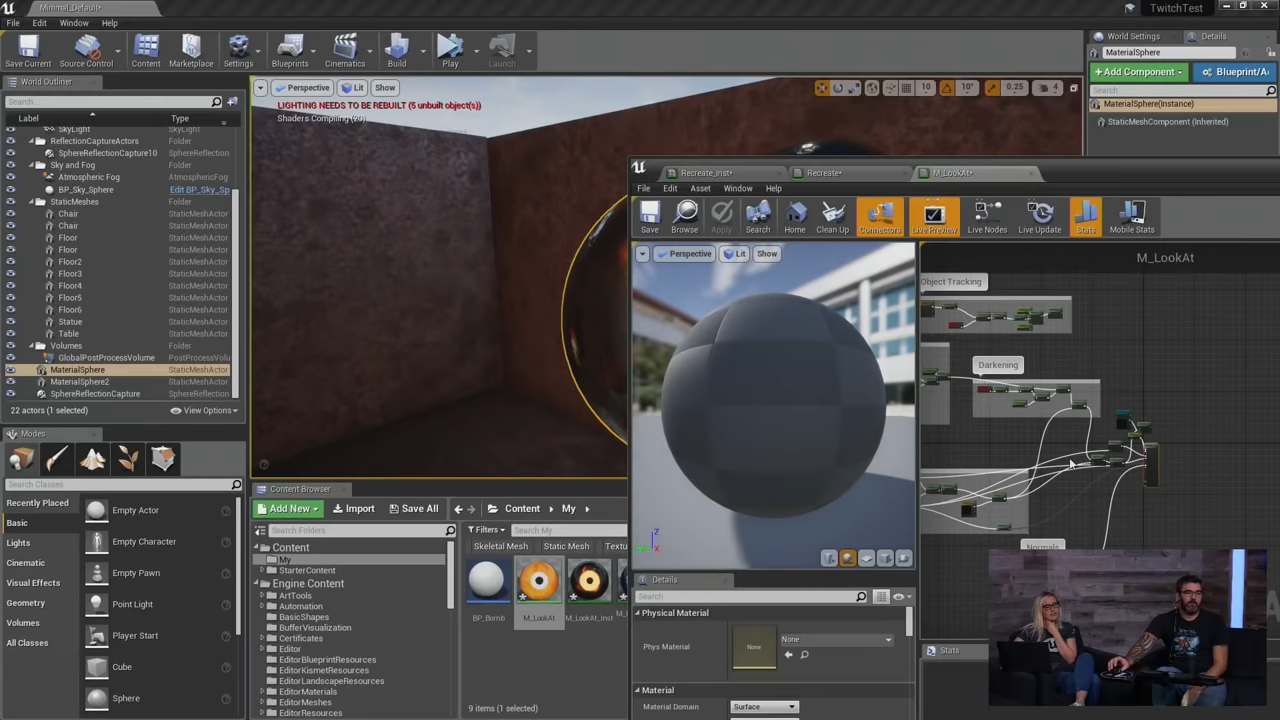 Minimal_Default*
TwitchTest
File Edit Window Help
Save Current
Source Control
Content
Marketplace
Settings
Blueprints
Cinematics
Build
Play
Launch
World Outliner
Search...
Label
Type
SkyLight
ReflectionCaptureActors Folder
SphereReflectionCapture10 SphereReflection
Sky and Fog Folder
Atmospheric Fog AtmosphericFog
BP_Sky_Sphere Edit BP_Sky_Sp
StaticMeshes Folder
Chair StaticMeshActor
Chair StaticMeshActor
Floor StaticMeshActor
Floor StaticMeshActor
Floor2 StaticMeshActor
Floor3 StaticMeshActor
Floor4 StaticMeshActor
Floor5 StaticMeshActor
Floor6 StaticMeshActor
Statue StaticMeshActor
Table StaticMeshActor
Volumes Folder
GlobalPostProcessVolume PostProcessVolu
MaterialSphere StaticMeshActor
MaterialSphere2 StaticMeshActor
SphereReflectionCapture SphereReflection
22 actors (1 selected)
View Options
Modes
Search Classes
Recently Placed
Basic
Lights
Cinematic
Visual Effects
Geometry
Volumes
All Classes
Empty Actor
Empty Character
Empty Pawn
Point Light
Player Start
Cube
Sphere
Perspective
Lit
Show
10
10°
0.25
4
LIGHTING NEEDS TO BE REBUILT (5 unbuilt object(s))
Shaders Compiling (20)
Content Browser
Add New
Import
Save All
Content
My
Search Folders
Content
My
StarterContent
Engine Content
ArtTools
Automation
BasicShapes
BufferVisualization
Certificates
Editor
EditorBlueprintResources
EditorKismetResources
EditorLandscapeResources
EditorMaterials
EditorMeshes
EditorResources
Filters
Search My
Skeletal Mesh
Static Mesh
Textu
BP_Bomb
M_LookAt
M_LookAt_Inst
9 items (1 selected)
World Settings
Details
MaterialSphere
+Add Component
Blueprint/A
Search
MaterialSphere(Instance)
StaticMeshComponent (Inherited)
Recreate_Inst*
Recreate*
M_LookAt*
File Edit Asset Window Help
Save
Browse
Apply
Search
Home
Clean Up
Connectors
Live Preview
Live Nodes
Live Update
Stats
Mobile Stats
Perspective
Lit
Show
Z
X
M_LookAt
Object Tracking
Darkening
Normals
Details
Search
Physical Material
Phys Material
None
None
Material
Material Domain
Surface
Stats